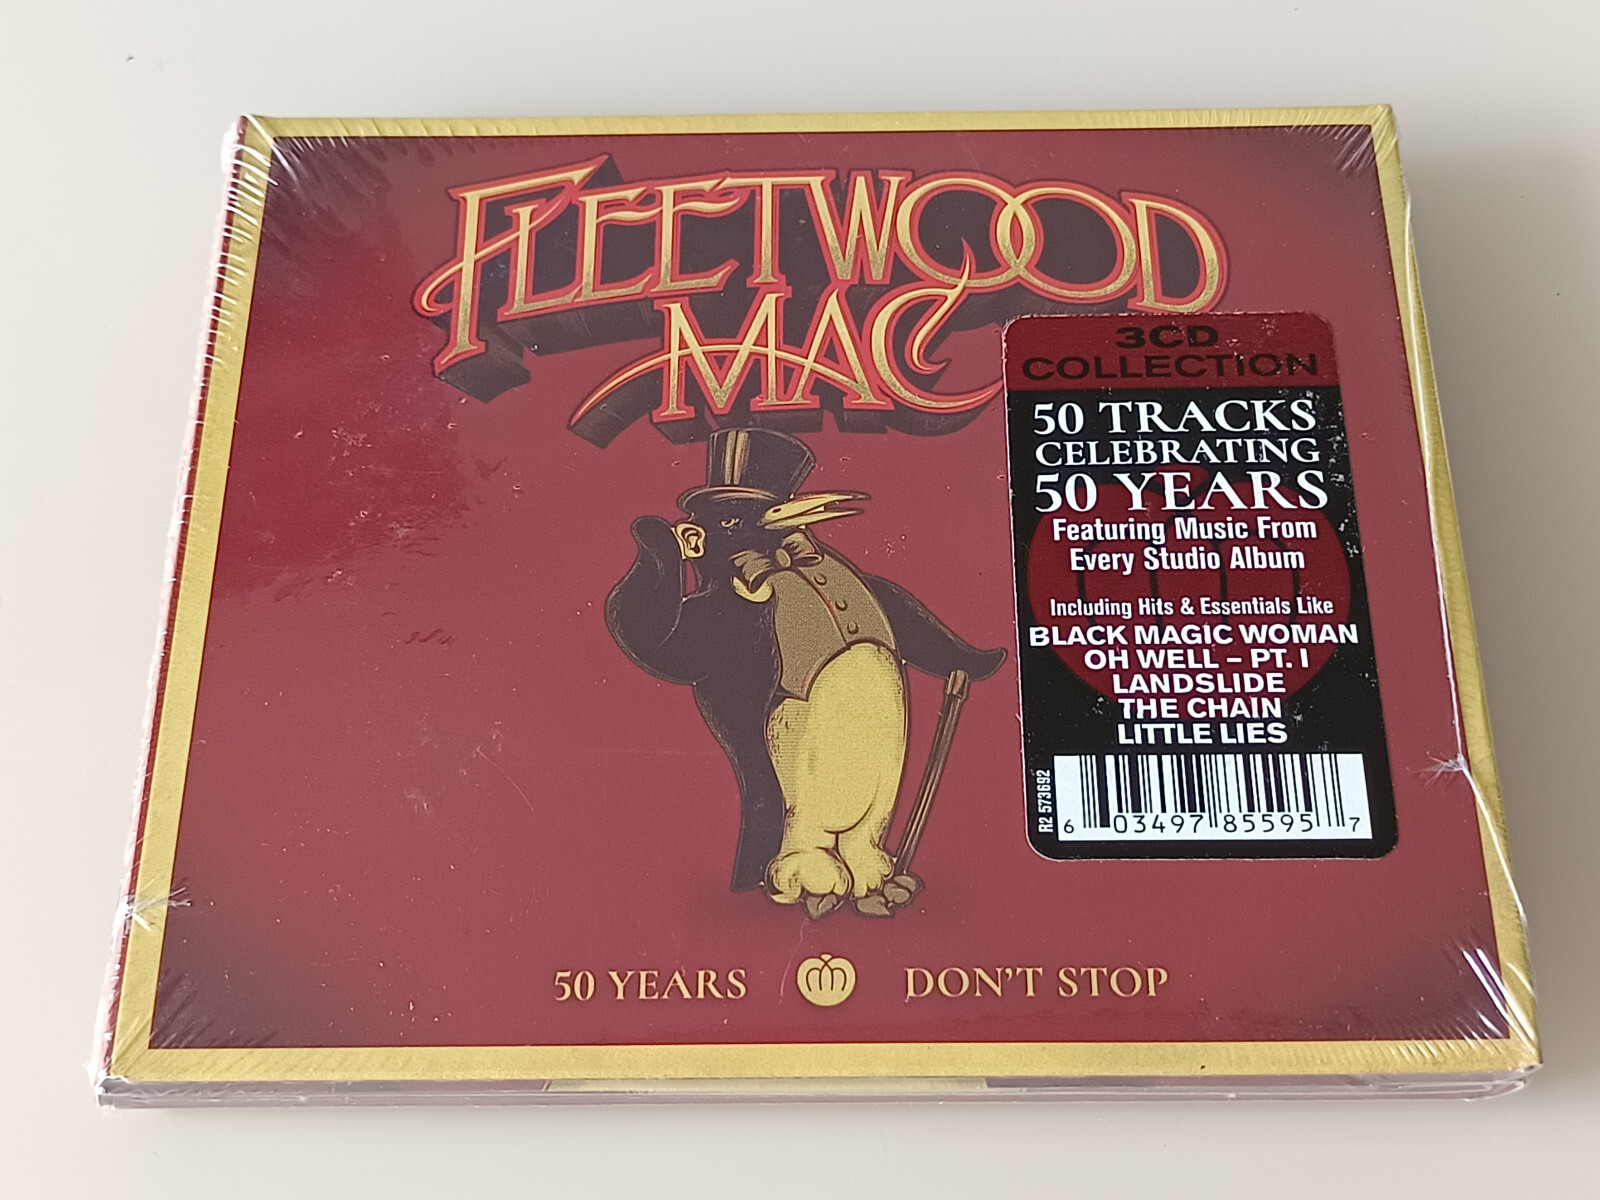 FLEETWOOD
MAC
3CD
COLLECTION
50 TRACKS
CELEBRATING
50 YEARS
Featuring Music From
Every Studio Album
Including Hits & Essentials Like
BLACK MAGIC WOMAN
OH WELL – PT. I
LANDSLIDE
THE CHAIN
LITTLE LIES
R2 573692
6 03497 85595 7
50 YEARS DON'T STOP